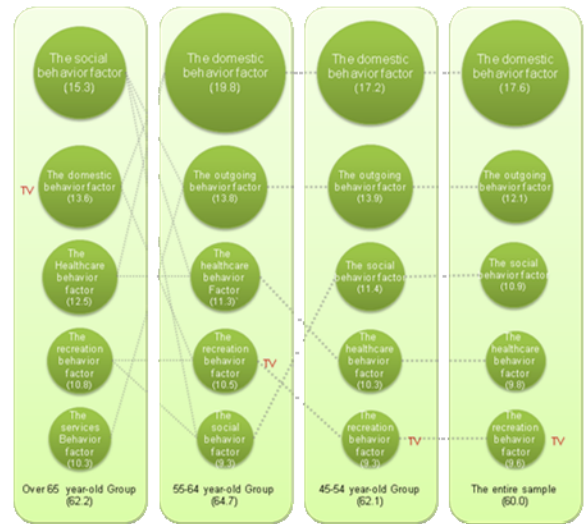 The social
behavior factor
(15.3)
TV
The domestic
behavior factor
(13.6)
The
Healthcare
behavior
factor
(12.5)
The
recreation
behavior
factor
(10.8)
The
services
Behavior
factor
(10.3)
Over 65 year-old Group
(62.2)
The domestic
behavior factor
(19.8)
The outgoing
behavior factor
(13.8)
The
healthcare
behavior
Factor
(11.3)'
The
recreation
behavior
factor
(10.5)
TV
The
social
behavior
factor
(9.3)
55-64 year-old Group
(64.7)
The domestic
behavior factor
(17.2)
The outgoing
behavior factor
(13.9)
The social
behavior factor
(11.4)
The
healthcare
behavior
factor
(10.3)
The
recreation
behavior
factor
(9.3)
TV
45-54 year-old Group
(62.1)
The domestic
behavior factor
(17.6)
The outgoing
behavior factor
(12.1)
The social
behavior factor
(10.9)
The
healthcare
behavior
factor
(9.8)
The
recreation
behavior
factor
(9.6)
TV
The entire sample
(60.0)